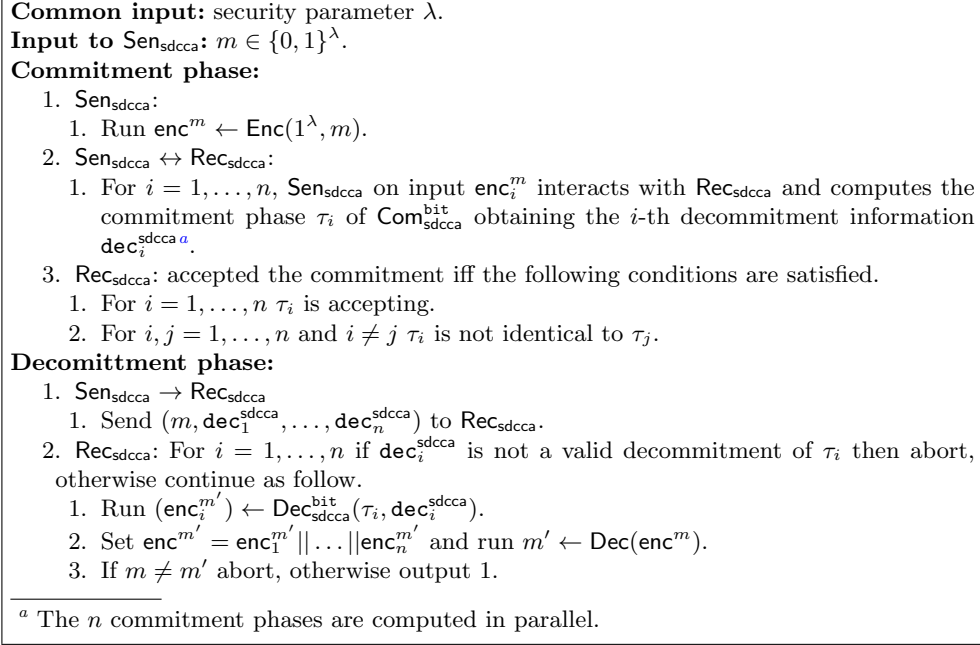 Common input: security parameter λ.
Input to Sen_sdcca: m ∈ {0, 1}^λ.
Commitment phase:
1. Sen_sdcca:
1. Run enc^m ← Enc(1^λ, m).
2. Sen_sdcca ↔ Rec_sdcca:
1. For i = 1, . . . , n, Sen_sdcca on input enc_i^m interacts with Rec_sdcca and computes the
commitment phase τ_i of Com_sdcca^bit obtaining the i-th decommitment information
dec_i^sdcca a.
3. Rec_sdcca: accepted the commitment iff the following conditions are satisfied.
1. For i = 1, . . . , n τ_i is accepting.
2. For i, j = 1, . . . , n and i ≠ j τ_i is not identical to τ_j.
Decomittment phase:
1. Sen_sdcca → Rec_sdcca
1. Send (m, dec_1^sdcca, . . . , dec_n^sdcca) to Rec_sdcca.
2. Rec_sdcca: For i = 1, . . . , n if dec_i^sdcca is not a valid decommitment of τ_i then abort,
otherwise continue as follow.
1. Run (enc_i^m′) ← Dec_sdcca^bit(τ_i, dec_i^sdcca).
2. Set enc^m′ = enc_1^m′|| . . . ||enc_n^m′ and run m′ ← Dec(enc^m).
3. If m ≠ m′ abort, otherwise output 1.
a The n commitment phases are computed in parallel.